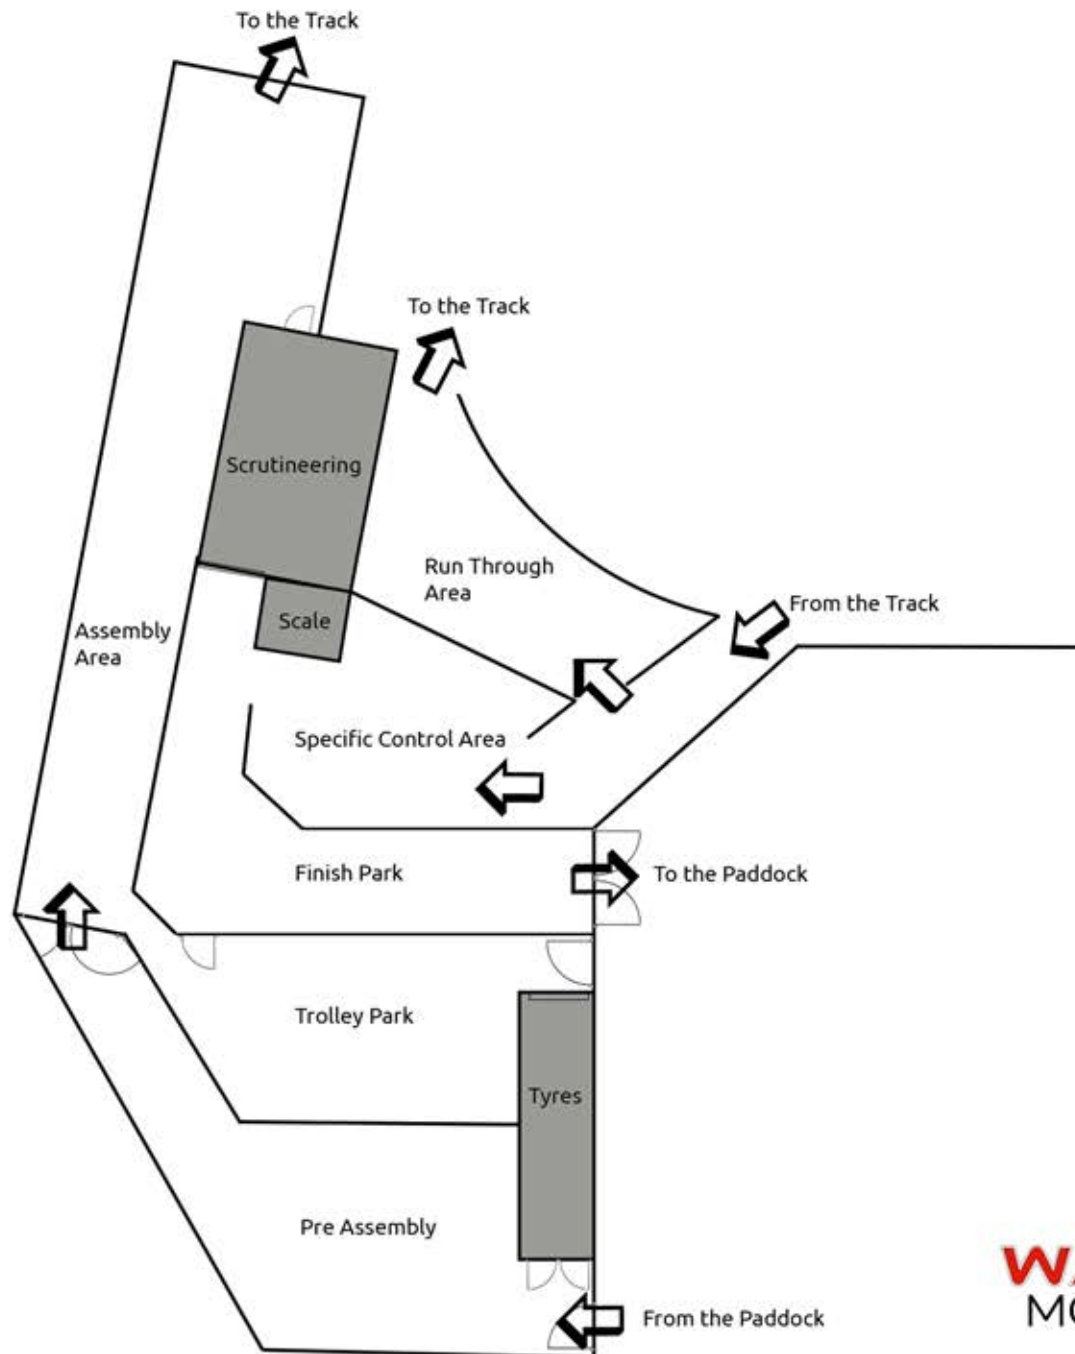 To the Track
To the Track
Scrutineering
Run Through
Area
From the Track
Scale
Assembly
Area
Specific Control Area
Finish Park
To the Paddock
Trolley Park
Tyres
Pre Assembly
From the Paddock